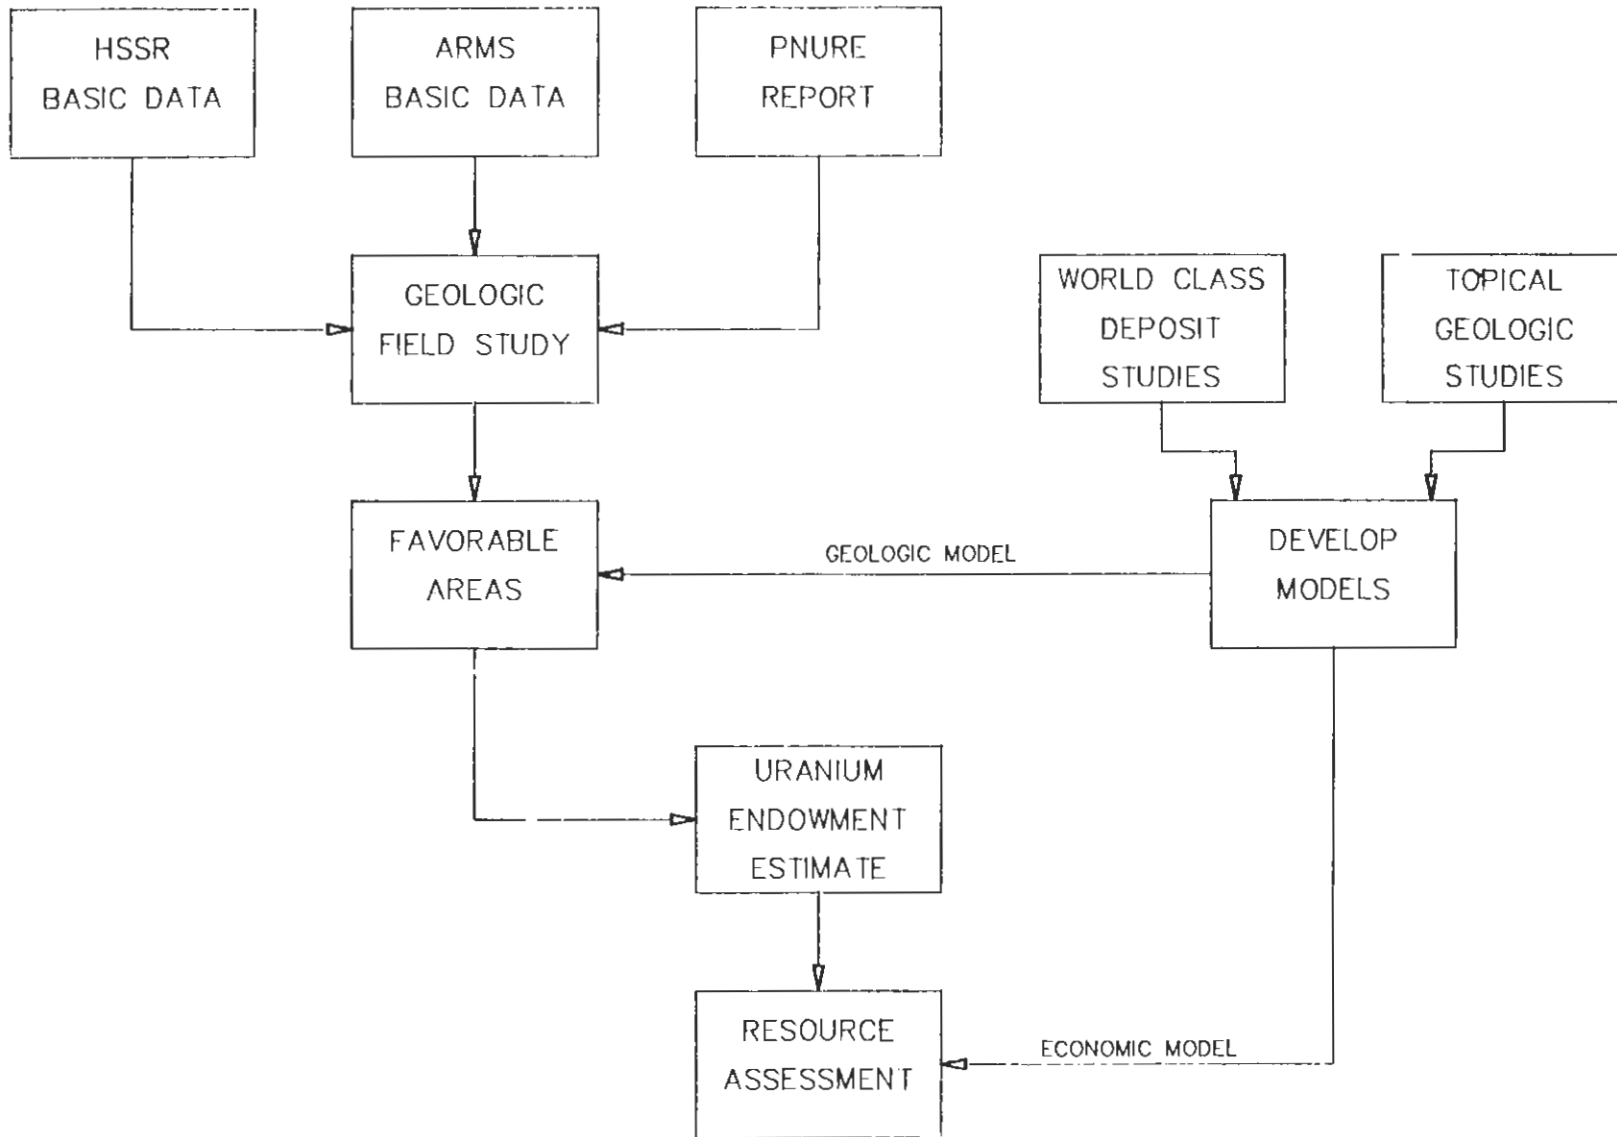 HSSR
BASIC DATA
ARMS
BASIC DATA
PNURE
REPORT
GEOLOGIC
FIELD STUDY
WORLD CLASS
DEPOSIT
STUDIES
TOPICAL
GEOLOGIC
STUDIES
FAVORABLE
AREAS
GEOLOGIC MODEL
DEVELOP
MODELS
URANIUM
ENDOWMENT
ESTIMATE
RESOURCE
ASSESSMENT
ECONOMIC MODEL